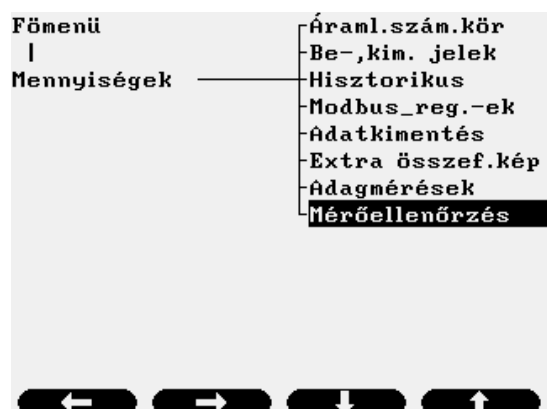 Fömenü
Mennyiségek
Áraml.szám.kör
Be-,kim. jelek
Hisztorikus
Modbus_reg.-ek
Adatkimentés
Extra összef.kép
Adagmérések
Mérőellenőrzés